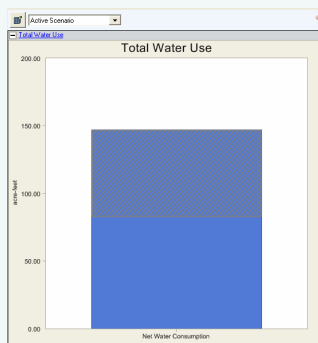 Active Scenario
Total Water Use
Total Water Use
200.00
150.00
acre-feet
100.00
50.00
0.00
Net Water Consumption